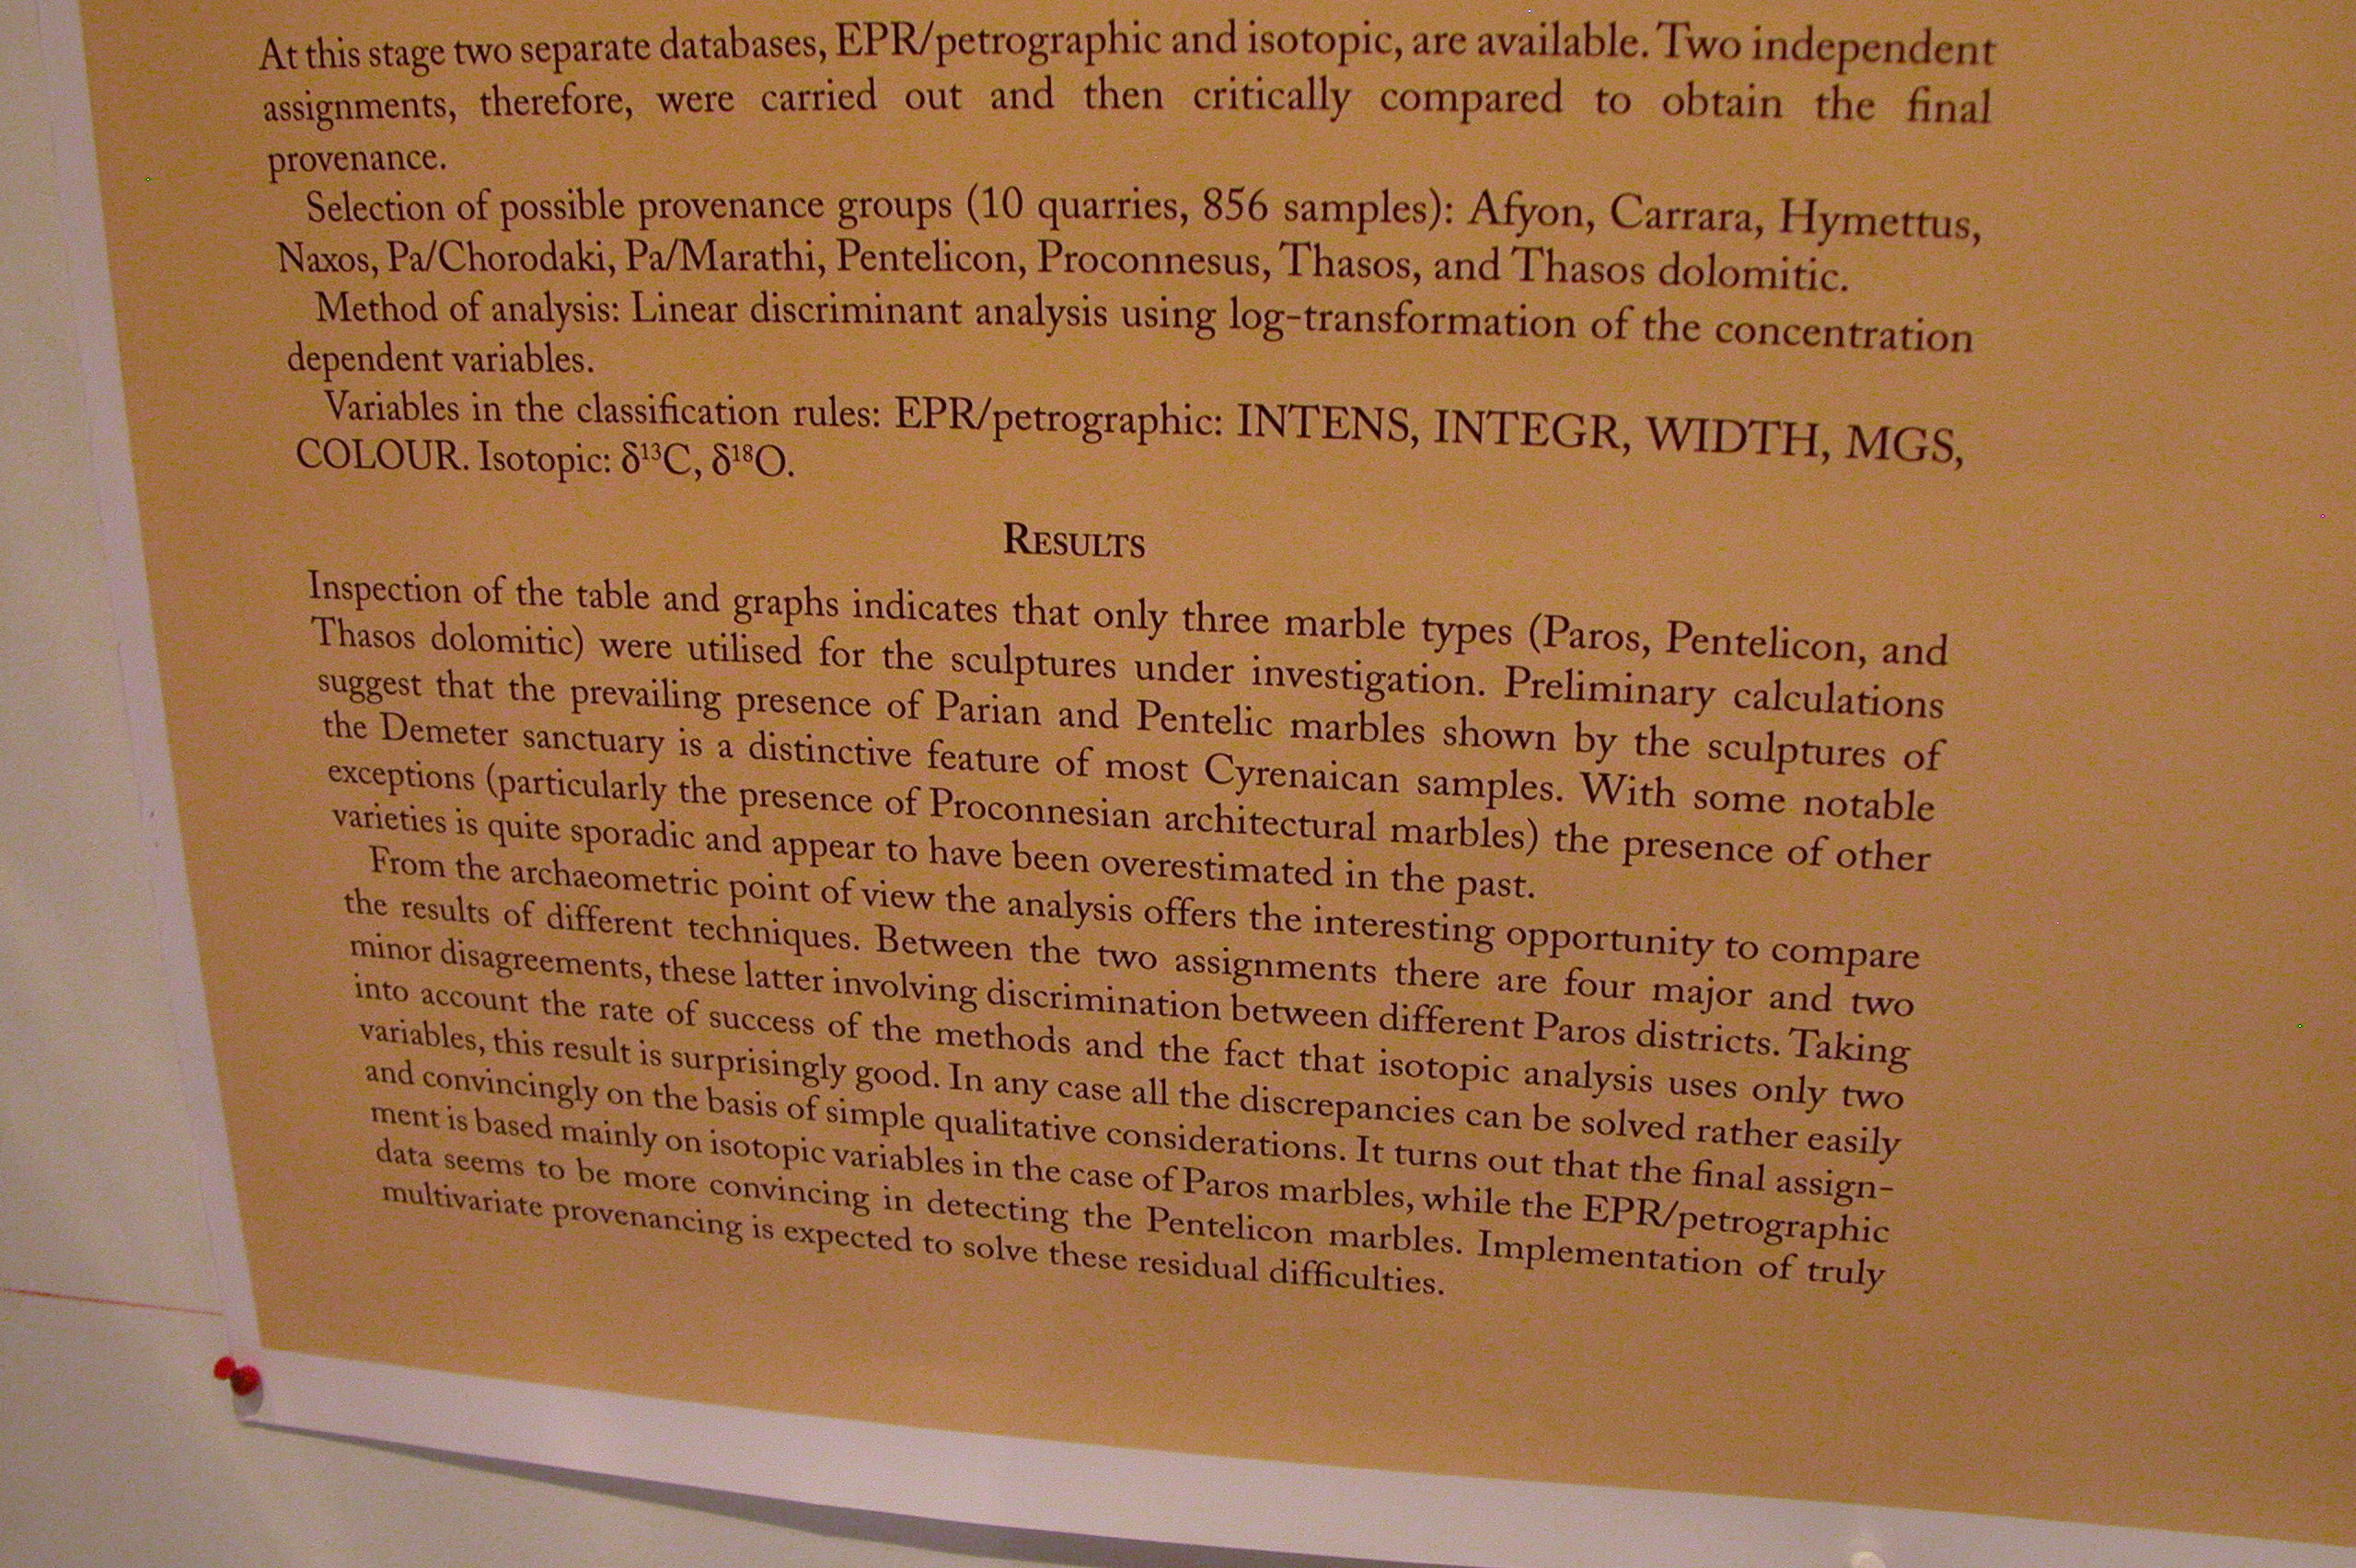 At this stage two separate databases, EPR/petrographic and isotopic, are available. Two independent
assignments, therefore, were carried out and then critically compared to obtain the final
provenance.
Selection of possible provenance groups (10 quarries, 856 samples): Afyon, Carrara, Hymettus,
Naxos, Pa/Chorodaki, Pa/Marathi, Pentelicon, Proconnesus, Thasos, and Thasos dolomitic.
Method of analysis: Linear discriminant analysis using log-transformation of the concentration
dependent variables.
Variables in the classification rules: EPR/petrographic: INTENS, INTEGR, WIDTH, MGS,
COLOUR. Isotopic: δ¹³C, δ¹⁸O.
RESULTS
Inspection of the table and graphs indicates that only three marble types (Paros, Pentelicon, and
Thasos dolomitic) were utilised for the sculptures under investigation. Preliminary calculations
suggest that the prevailing presence of Parian and Pentelic marbles shown by the sculptures of
the Demeter sanctuary is a distinctive feature of most Cyrenaican samples. With some notable
exceptions (particularly the presence of Proconnesian architectural marbles) the presence of other
varieties is quite sporadic and appear to have been overestimated in the past.
From the archaeometric point of view the analysis offers the interesting opportunity to compare
the results of different techniques. Between the two assignments there are four major and two
minor disagreements, these latter involving discrimination between different Paros districts. Taking
into account the rate of success of the methods and the fact that isotopic analysis uses only two
variables, this result is surprisingly good. In any case all the discrepancies can be solved rather easily
and convincingly on the basis of simple qualitative considerations. It turns out that the final assign-
ment is based mainly on isotopic variables in the case of Paros marbles, while the EPR/petrographic
data seems to be more convincing in detecting the Pentelicon marbles. Implementation of truly
multivariate provenancing is expected to solve these residual difficulties.